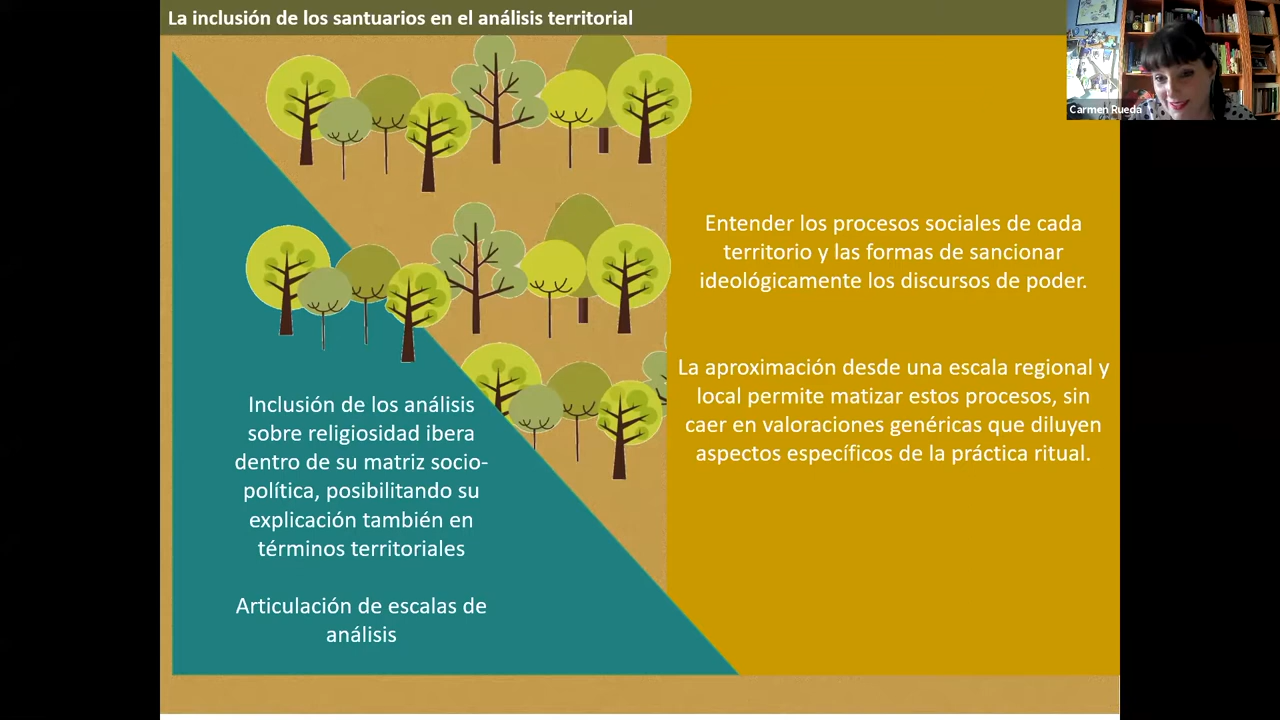 La inclusión de los santuarios en el análisis territorial
Carmen Rueda
Entender los procesos sociales de cada
territorio y las formas de sancionar
ideológicamente los discursos de poder.
La aproximación desde una escala regional y
local permite matizar estos procesos, sin
caer en valoraciones genéricas que diluyen
aspectos específicos de la práctica ritual.
Inclusión de los análisis
sobre religiosidad ibera
dentro de su matriz socio-
política, posibilitando su
explicación también en
términos territoriales
Articulación de escalas de
análisis